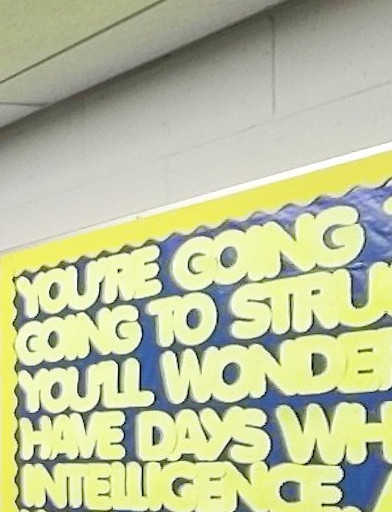 YOU'RE GOING
GOING TO STRU
YOU'LL WONDE
HAVE DAYS WH
INTELLIGENCE